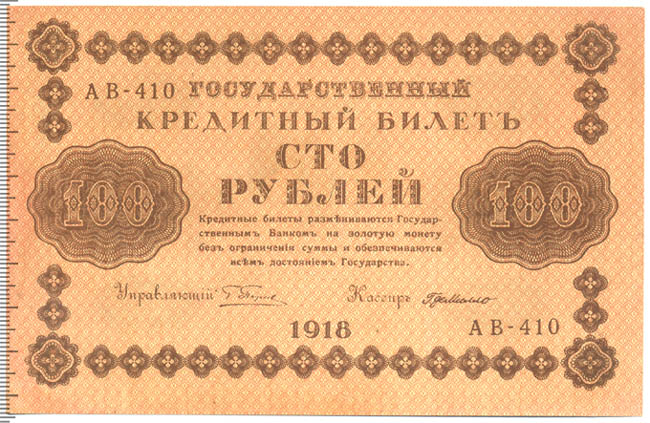 АВ-410 ГОСУДАРСТВЕННЫЙ
КРЕДИТНЫЙ БИЛЕТЪ
СТО
РУБЛЕЙ
100 100
Кредитные билеты размѣниваются Государ-
ственнымъ Банкомъ на золотую монету
безъ ограниченія суммы и обезпечиваются
всѣмъ достояніемъ Государства.
Управляющій Кассиръ
1918 АВ-410